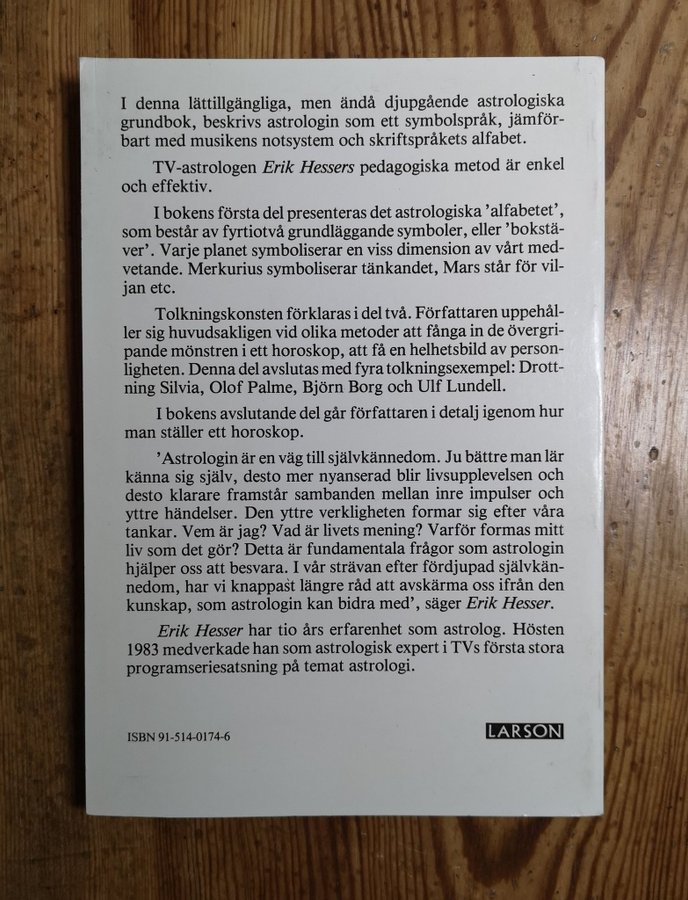 I denna lättillgängliga, men ändå djupgående astrologiska
grundbok, beskrivs astrologin som ett symbolspråk, jämför-
bart med musikens notsystem och skriftspråkets alfabet.
TV-astrologen Erik Hessers pedagogiska metod är enkel
och effektiv.
I bokens första del presenteras det astrologiska 'alfabetet',
som består av fyrtiotvå grundläggande symboler, eller 'bokstä-
ver'. Varje planet symboliserar en viss dimension av vårt med-
vetande. Merkurius symboliserar tänkandet, Mars står för vil-
jan etc.
Tolkningskonsten förklaras i del två. Författaren uppehål-
ler sig huvudsakligen vid olika metoder att fånga in de övergri-
pande mönstren i ett horoskop, att få en helhetsbild av person-
ligheten. Denna del avslutas med fyra tolkningsexempel: Drott-
ning Silvia, Olof Palme, Björn Borg och Ulf Lundell.
I bokens avslutande del går författaren i detalj igenom hur
man ställer ett horoskop.
'Astrologin är en väg till självkännedom. Ju bättre man lär
känna sig själv, desto mer nyanserad blir livsupplevelsen och
desto klarare framstår sambanden mellan inre impulser och
yttre händelser. Den yttre verkligheten formar sig efter våra
tankar. Vem är jag? Vad är livets mening? Varför formas mitt
liv som det gör? Detta är fundamentala frågor som astrologin
hjälper oss att besvara. I vår strävan efter fördjupad självkän-
nedom, har vi knappast längre råd att avskärma oss ifrån den
kunskap, som astrologin kan bidra med', säger Erik Hesser.
Erik Hesser har tio års erfarenhet som astrolog. Hösten
1983 medverkade han som astrologisk expert i TVs första stora
programseriesatsning på temat astrologi.
ISBN 91-514-0174-6
LARSON